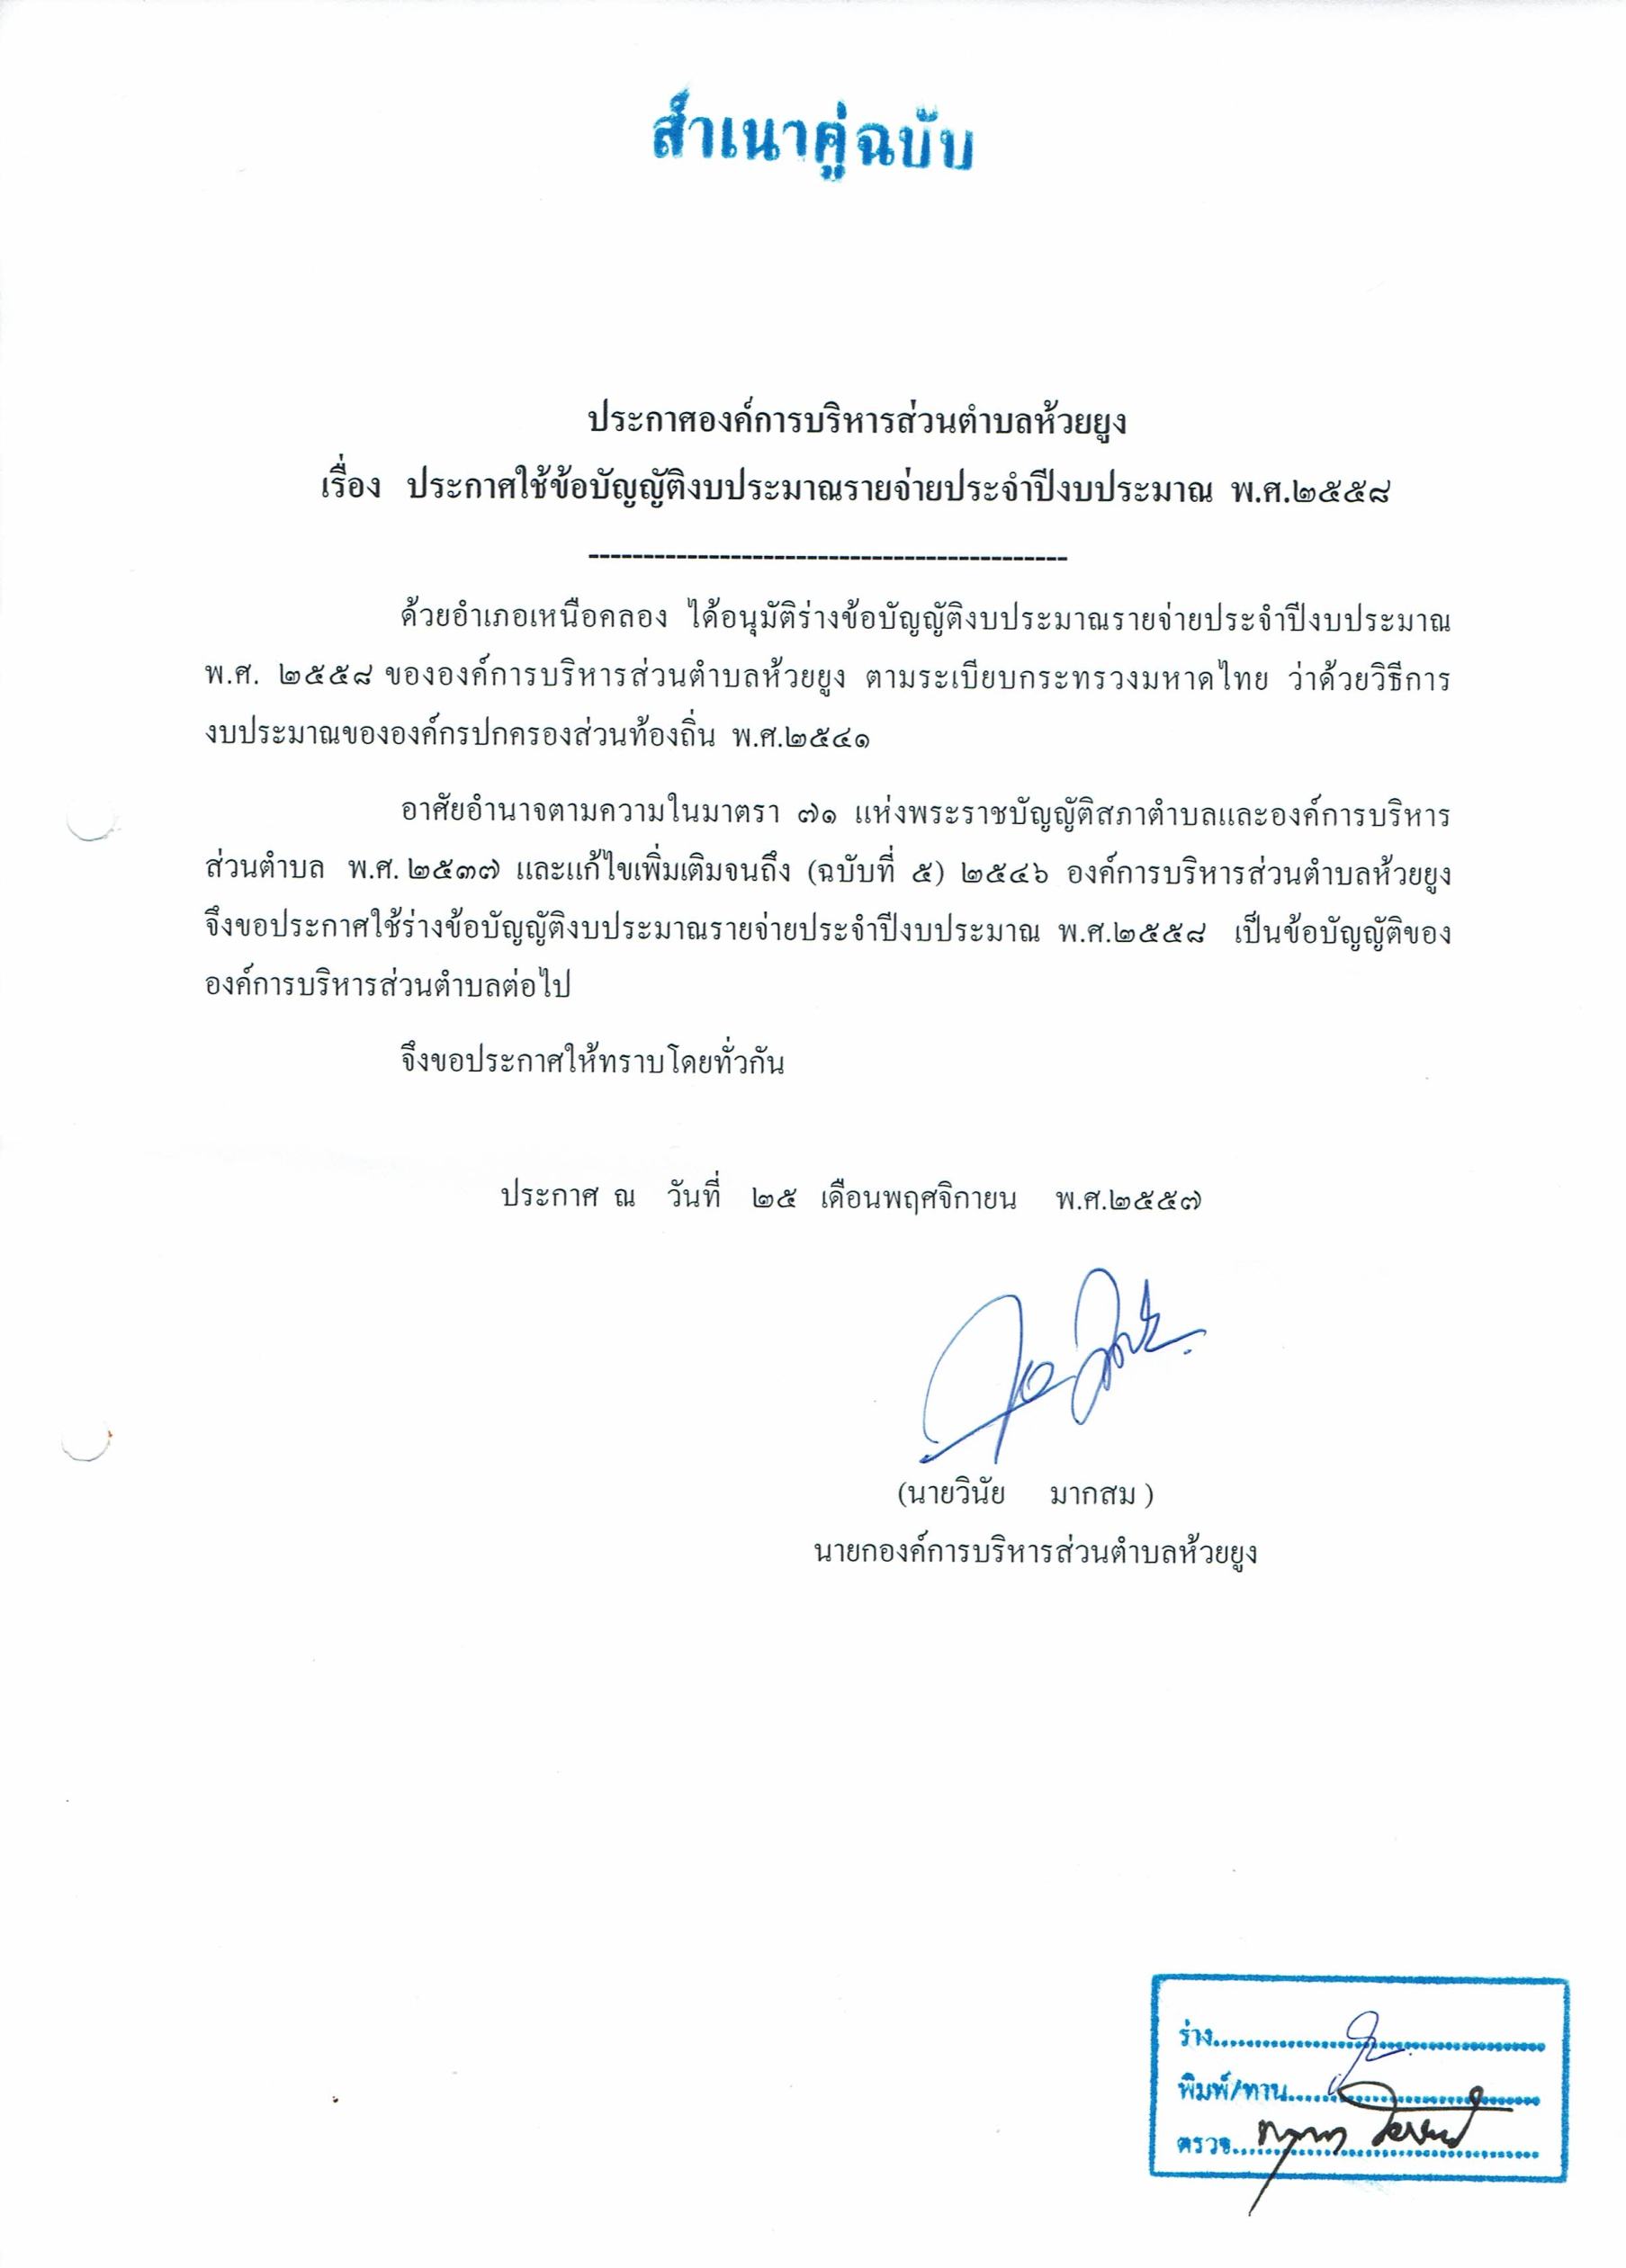 สำเนาคู่ฉบับ
ประกาศองค์การบริหารส่วนตำบลห้วยยูง
เรื่อง ประกาศใช้ข้อบัญญัติงบประมาณรายจ่ายประจำปีงบประมาณ พ.ศ.๒๕๕๘
--------------------------------------------
ด้วยอำเภอเหนือคลอง ได้อนุมัติร่างข้อบัญญัติงบประมาณรายจ่ายประจำปีงบประมาณ
พ.ศ. ๒๕๕๘ ขององค์การบริหารส่วนตำบลห้วยยูง ตามระเบียบกระทรวงมหาดไทย ว่าด้วยวิธีการ
งบประมาณขององค์กรปกครองส่วนท้องถิ่น พ.ศ.๒๕๔๑
อาศัยอำนาจตามความในมาตรา ๗๑ แห่งพระราชบัญญัติสภาตำบลและองค์การบริหาร
ส่วนตำบล พ.ศ. ๒๕๓๗ และแก้ไขเพิ่มเติมจนถึง (ฉบับที่ ๕) ๒๕๔๖ องค์การบริหารส่วนตำบลห้วยยูง
จึงขอประกาศใช้ร่างข้อบัญญัติงบประมาณรายจ่ายประจำปีงบประมาณ พ.ศ.๒๕๕๘ เป็นข้อบัญญัติของ
องค์การบริหารส่วนตำบลต่อไป
จึงขอประกาศให้ทราบโดยทั่วกัน
ประกาศ ณ วันที่ ๒๕ เดือนพฤศจิกายน พ.ศ.๒๕๕๗
(นายวินัย มากสม )
นายกองค์การบริหารส่วนตำบลห้วยยูง
ร่าง
พิมพ์/ทาน
ตรวจ